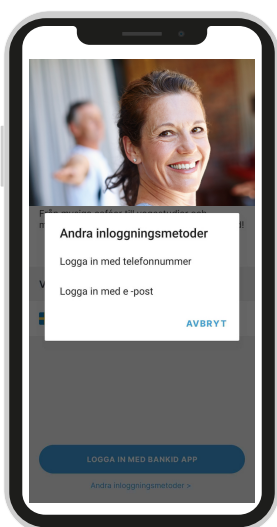 Andra inloggningsmetoder
Logga in med telefonnummer
Logga in med e -post
AVBRYT
LOGGA IN MED BANKID APP
Andra inloggningsmetoder >